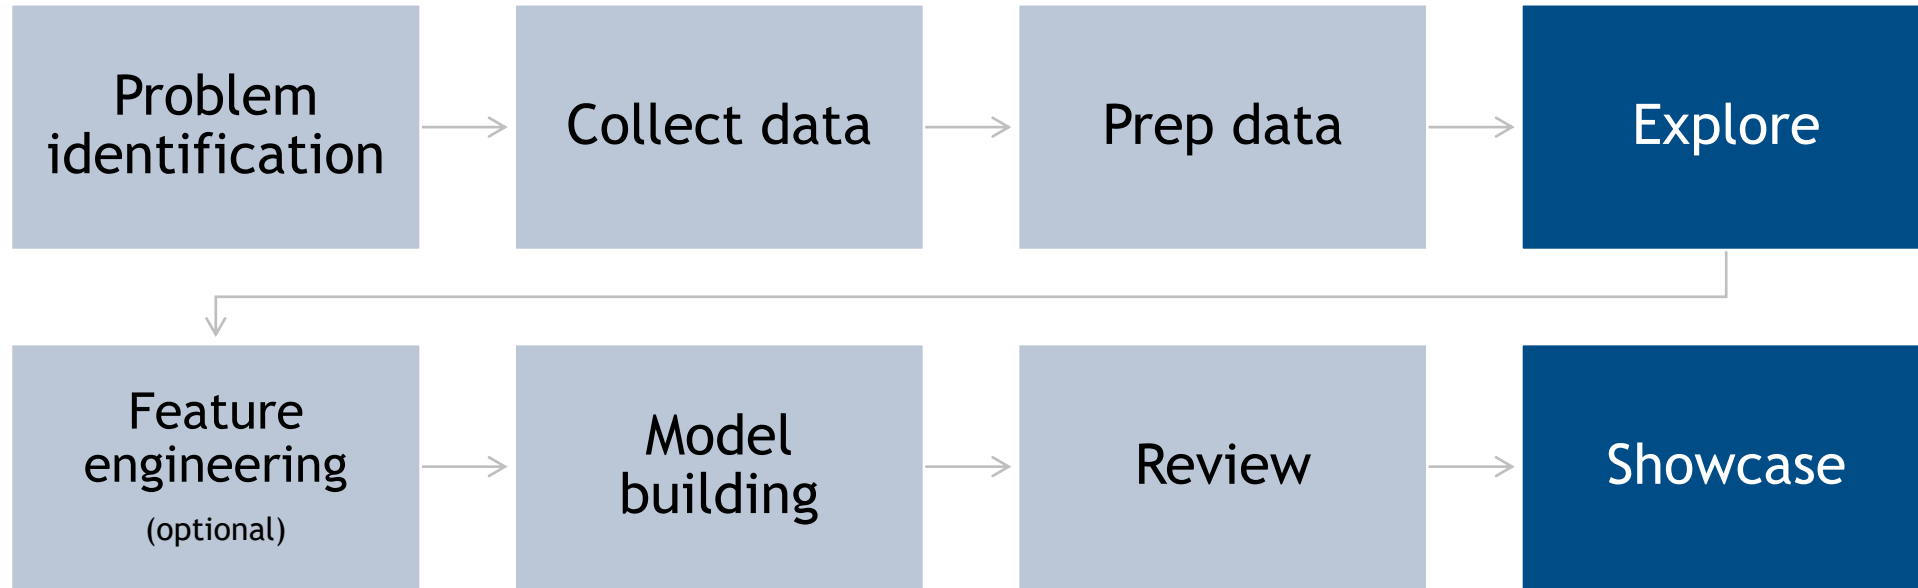 Problem
identification
Collect data
Prep data
Explore
Feature
engineering
(optional)
Model
building
Review
Showcase